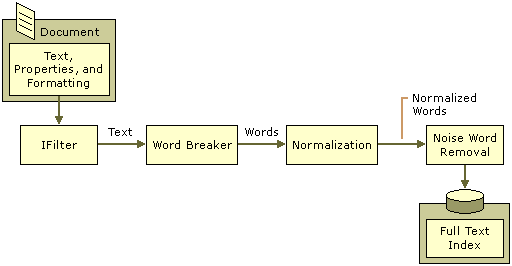 Document
Text,
Properties, and
Formatting
IFilter
Text
Word Breaker
Words
Normalization
Normalized
Words
Noise Word
Removal
Full Text
Index